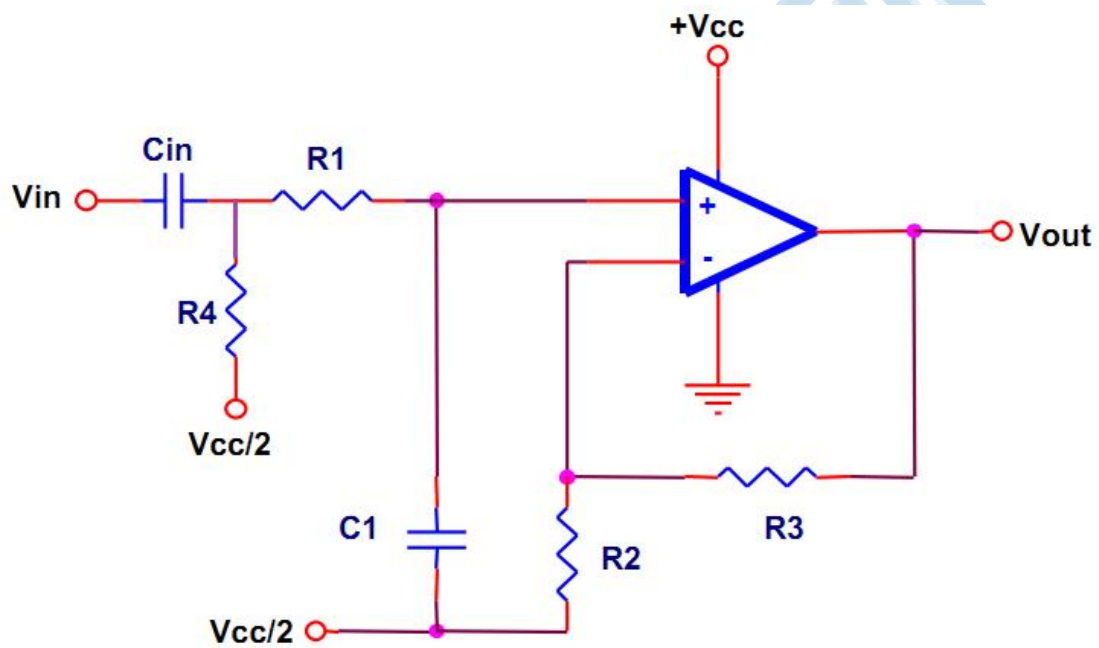 +Vcc
Cin
R1
Vin
+
-
Vout
R4
Vcc/2
C1
R2
R3
Vcc/2